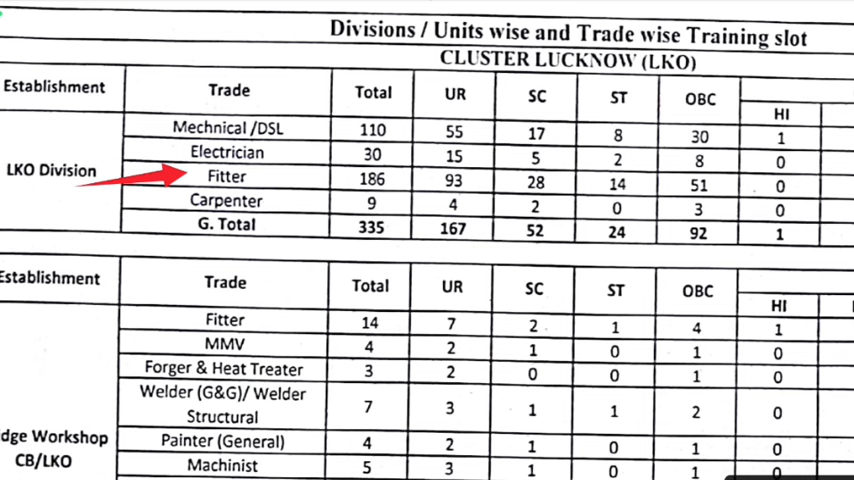 Divisions / Units wise and Trade wise Training slot
CLUSTER LUCKNOW (LKO)
Establishment Trade Total UR SC ST OBC
HI
LKO Division
Mechnical /DSL 110 55 17 8 30 1
Electrician 30 15 5 2 8 0
Fitter 186 93 28 14 51 0
Carpenter 9 4 2 0 3 0
G. Total 335 167 52 24 92 1
Establishment Trade Total UR SC ST OBC
HI
Fitter 14 7 2 1 4 1
MMV 4 2 1 0 1 0
Forger & Heat Treater 3 2 0 0 1 0
Welder (G&G)/ Welder
Structural 7 3 1 1 2 0
dge Workshop
CB/LKO
Painter (General) 4 2 1 0 1 0
Machinist 5 3 1 0 1 0